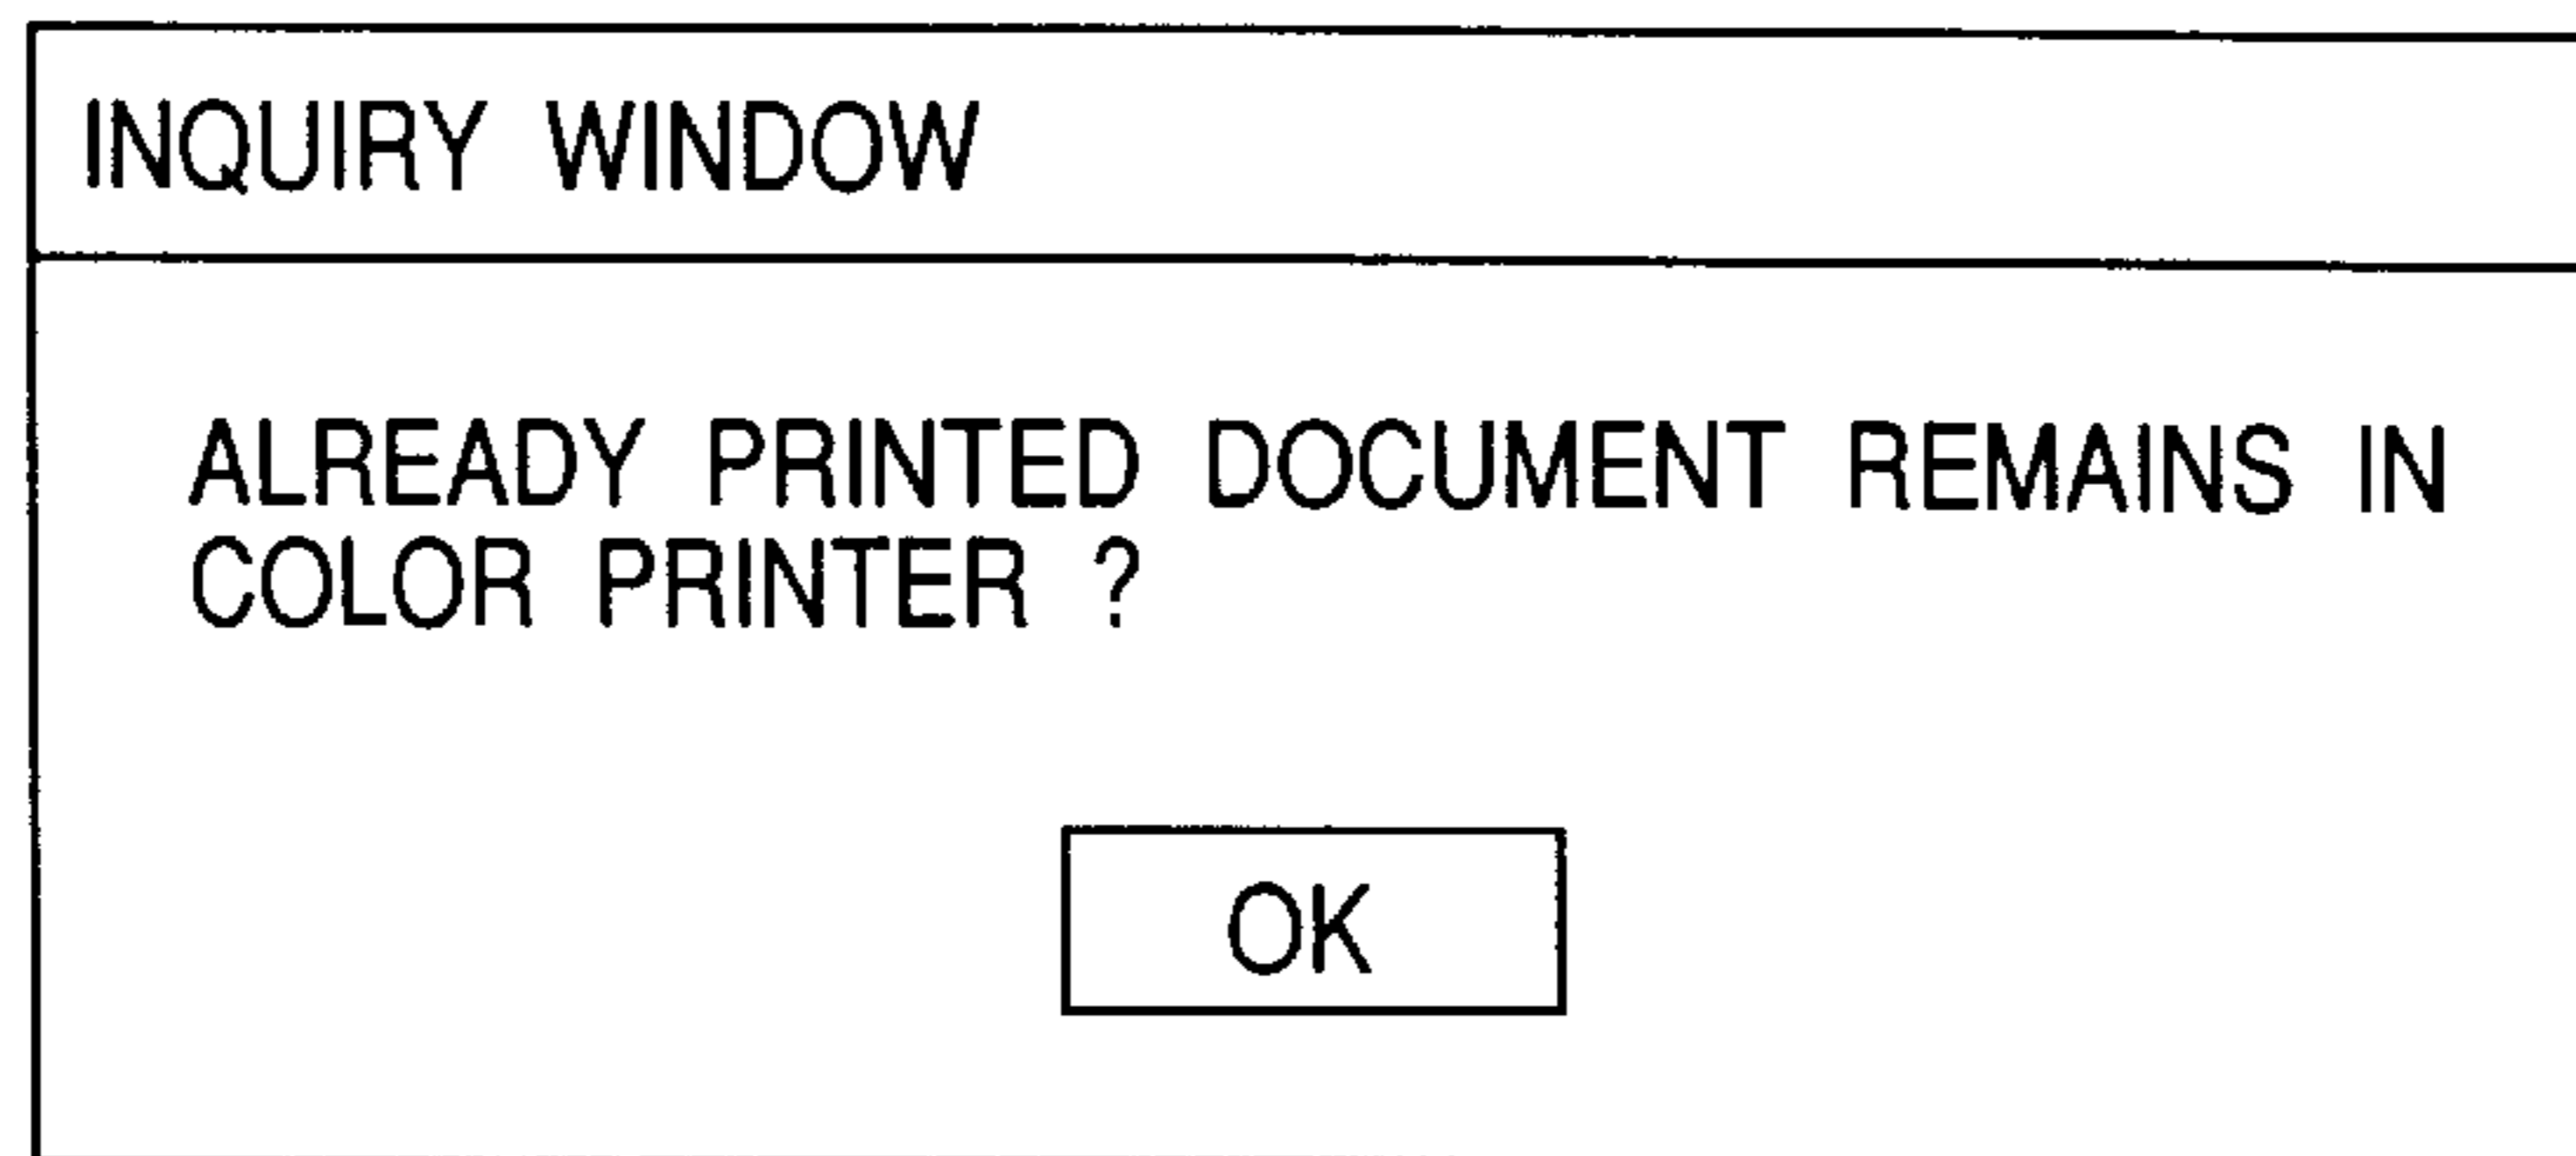 INQUIRY WINDOW
ALREADY PRINTED DOCUMENT REMAINS IN
COLOR PRINTER ?
OK